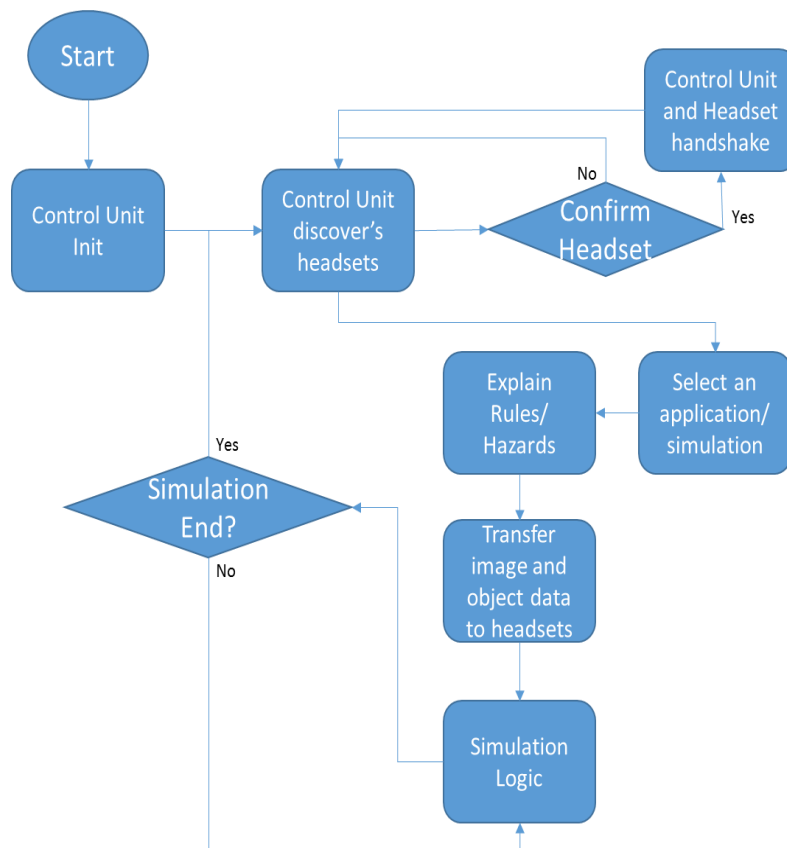 Start
Control Unit
and Headset
handshake
No
Control Unit
Init
Control Unit
discover's
headsets
Confirm
Headset
Yes
Explain
Rules/
Hazards
Select an
application/
simulation
Yes
Simulation
End?
No
Transfer
image and
object data
to headsets
Simulation
Logic